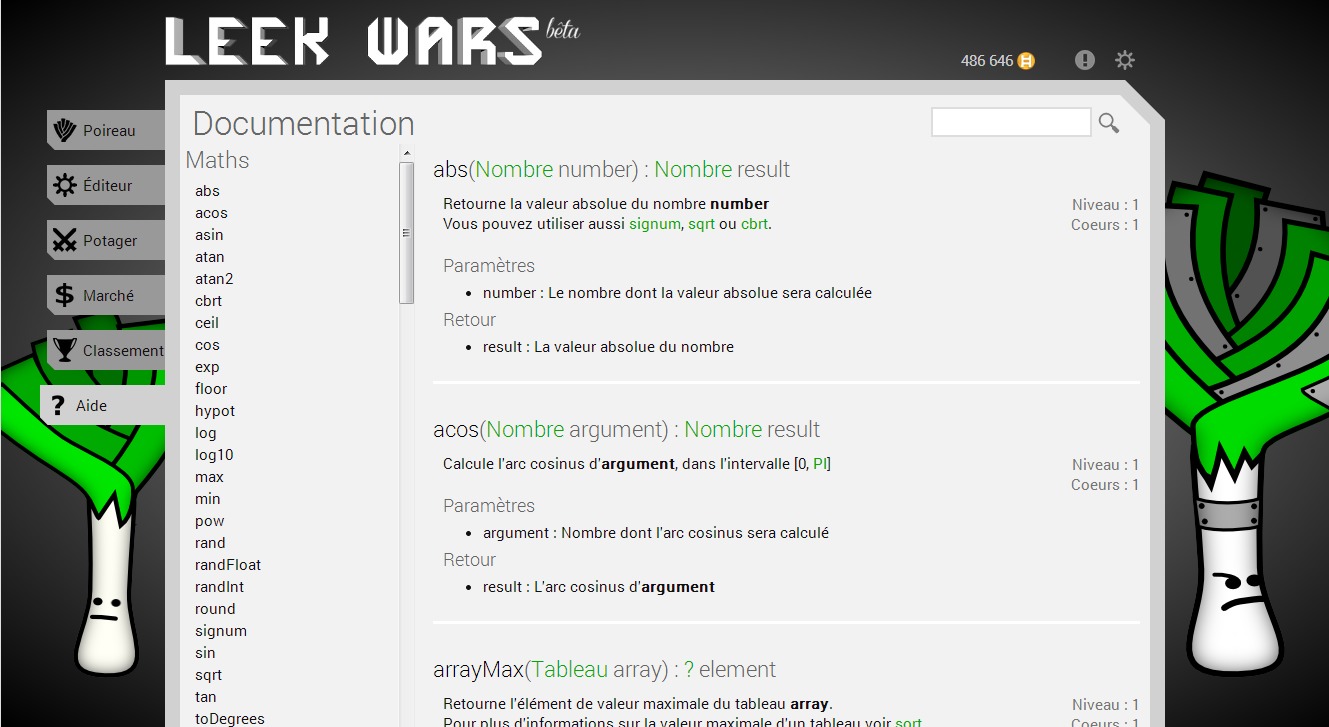 LEEK WARS bêta
486 646
Poireau
Éditeur
Potager
Marché
Classement
Aide
Documentation
Maths
abs
acos
asin
atan
atan2
cbrt
ceil
cos
exp
floor
hypot
log
log10
max
min
pow
rand
randFloat
randInt
round
signum
sin
sqrt
tan
toDegrees
abs(Nombre number) : Nombre result
Retourne la valeur absolue du nombre number
Vous pouvez utiliser aussi signum, sqrt ou cbrt.
Niveau : 1
Coeurs : 1
Paramètres
• number : Le nombre dont la valeur absolue sera calculée
Retour
• result : La valeur absolue du nombre
acos(Nombre argument) : Nombre result
Calcule l'arc cosinus d'argument, dans l'intervalle [0, PI]
Niveau : 1
Coeurs : 1
Paramètres
• argument : Nombre dont l'arc cosinus sera calculé
Retour
• result : L'arc cosinus d'argument
arrayMax(Tableau array) : ? element
Retourne l'élément de valeur maximale du tableau array.
Pour plus d'informations sur la valeur maximale d'un tableau voir sort
Niveau : 1
Coeurs : 1